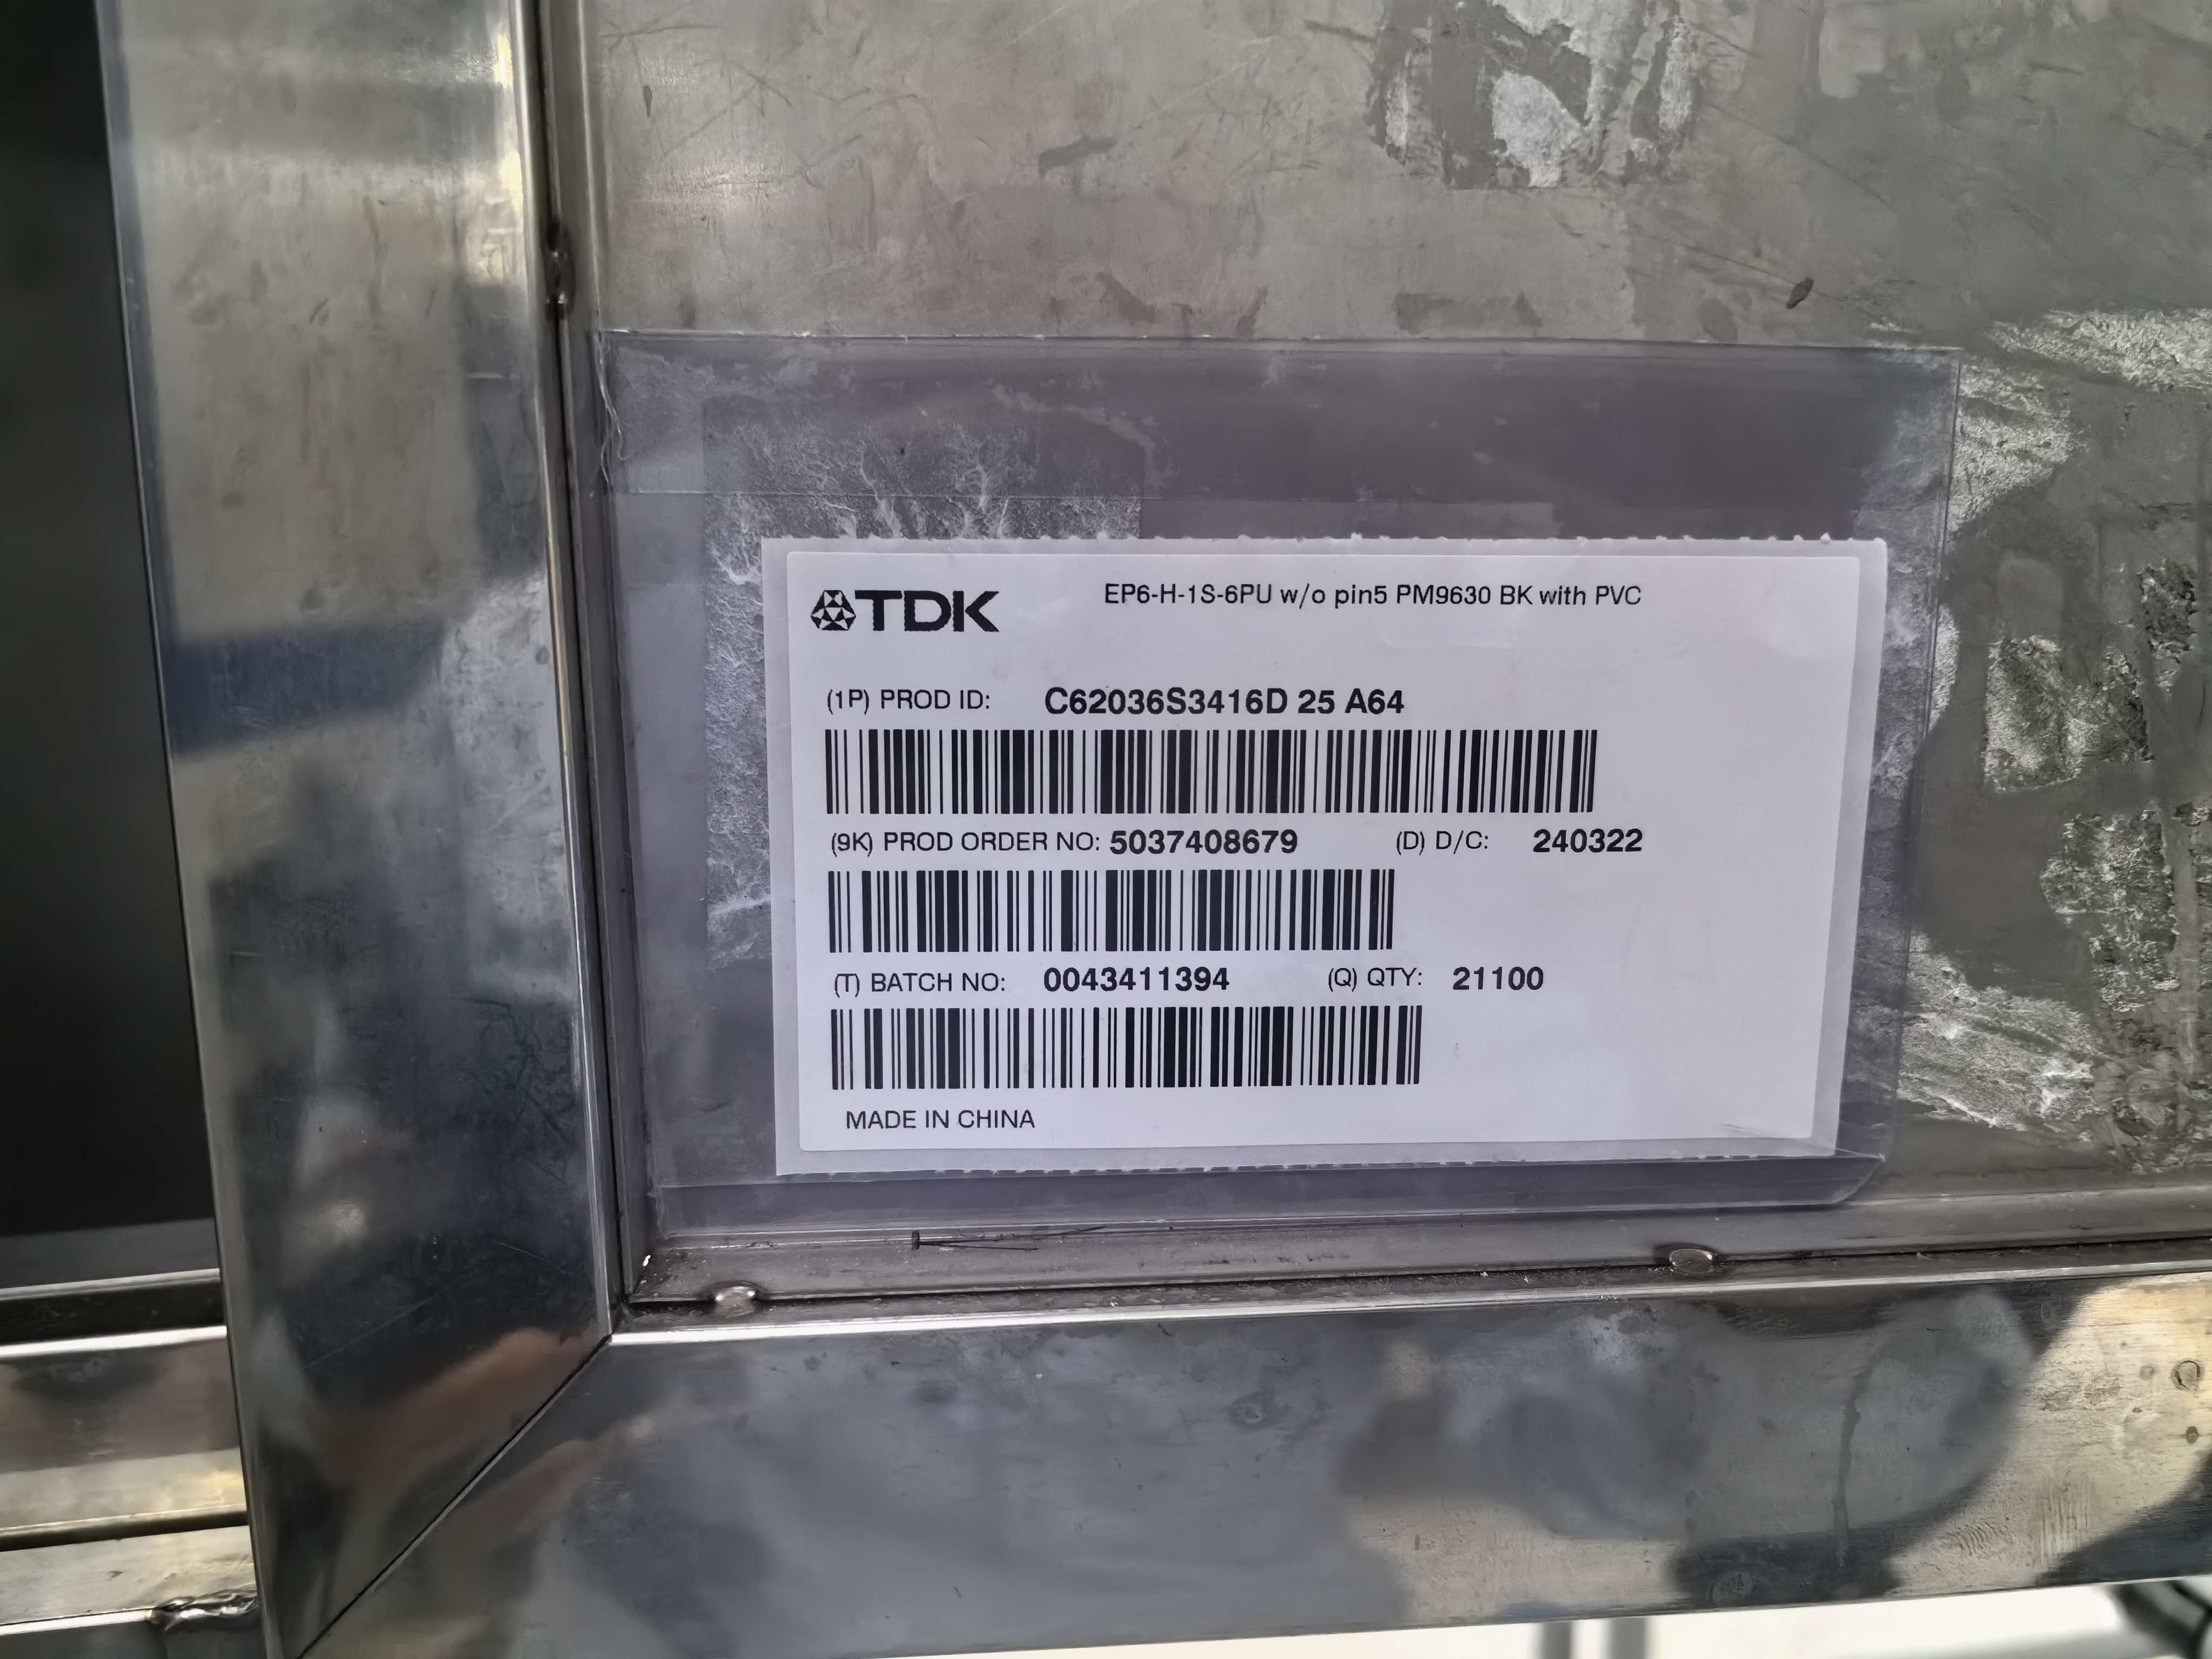 TDK EP6-H-1S-6PU w/o pin5 PM9630 BK with PVC
(1P) PROD ID: C62036S3416D 25 A64
(9K) PROD ORDER NO: 5037408679 (D) D/C: 240322
(T) BATCH NO: 0043411394 (Q) QTY: 21100
MADE IN CHINA